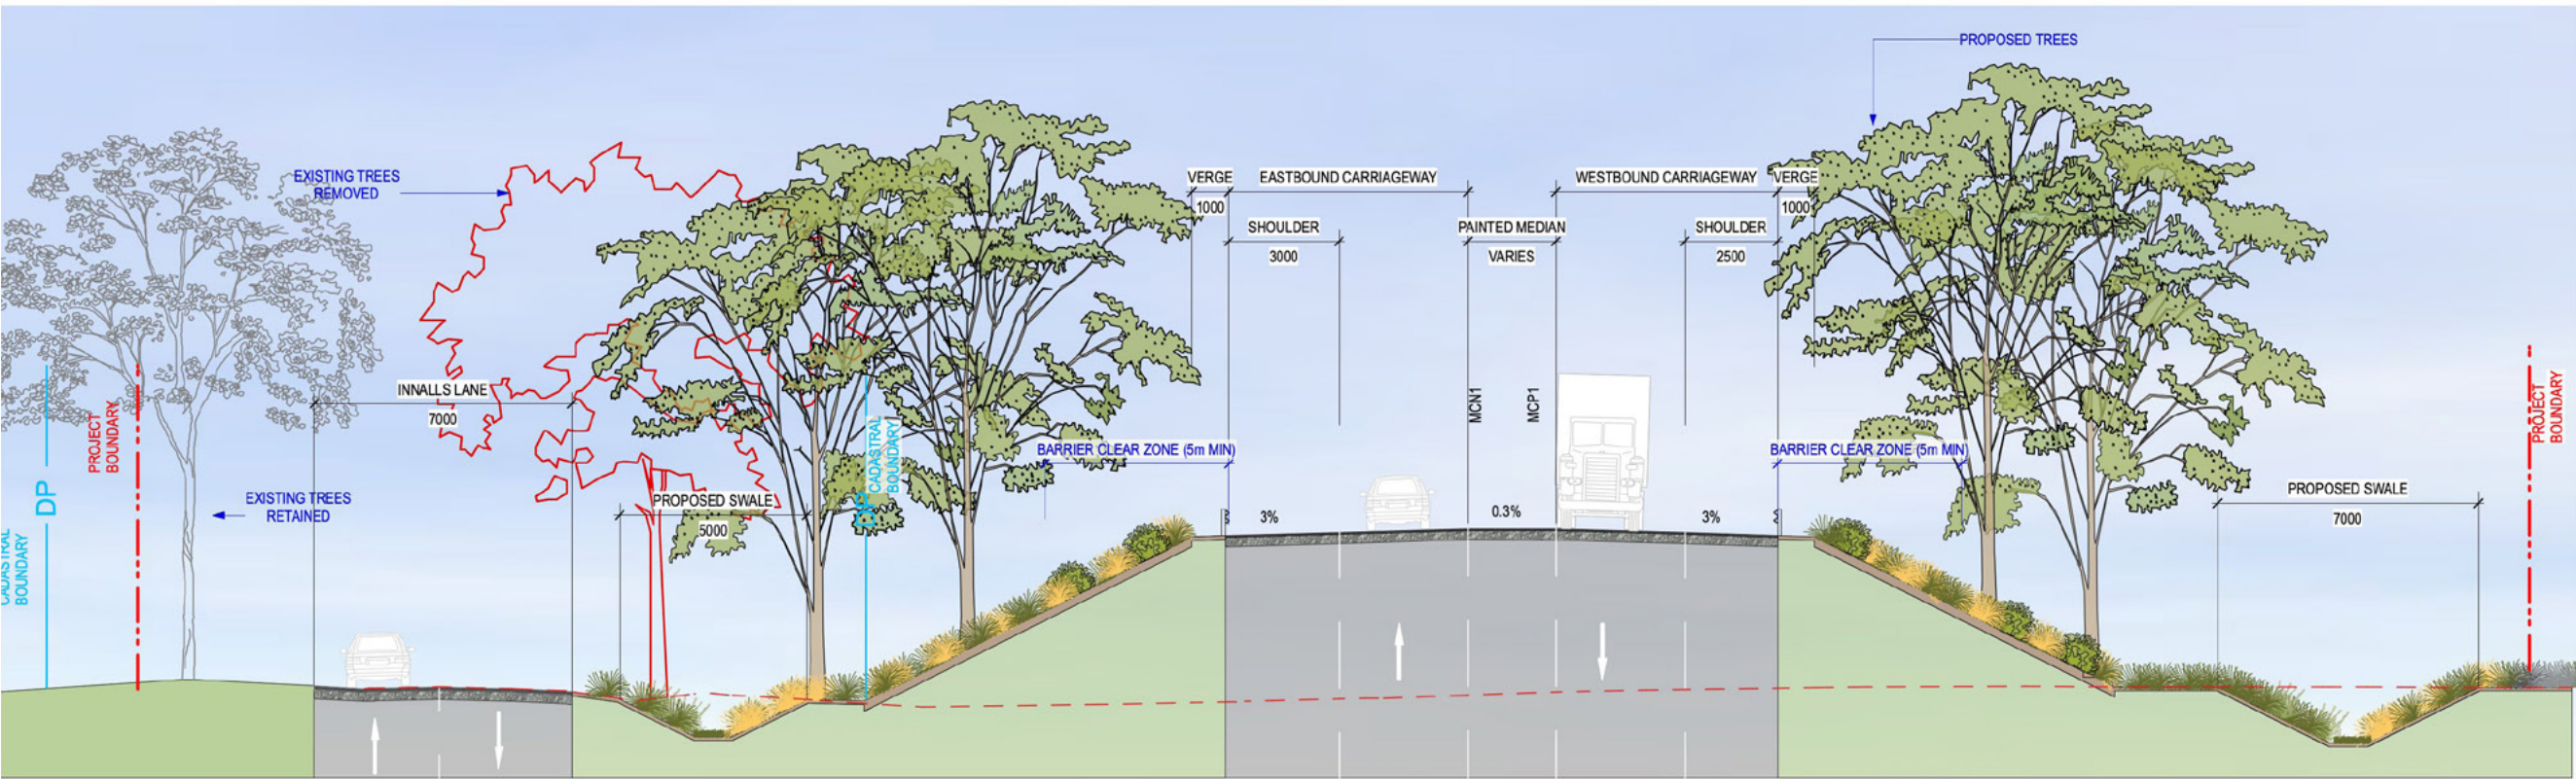 PROPOSED TREES
EXISTING TREES
REMOVED
VERGE
1000
EASTBOUND CARRIAGEWAY
WESTBOUND CARRIAGEWAY
VERGE
1000
SHOULDER
3000
PAINTED MEDIAN
VARIES
SHOULDER
2500
INNALLS LANE
7000
PROJECT
BOUNDARY
DP
CADASTRAL
BOUNDARY
EXISTING TREES
RETAINED
PROPOSED SWALE
5000
DP
CADASTRAL
BOUNDARY
BARRIER CLEAR ZONE (5m MIN)
MCN1
MCP1
BARRIER CLEAR ZONE (5m MIN)
3%
0.3%
3%
PROPOSED SWALE
7000
PROJECT
BOUNDARY